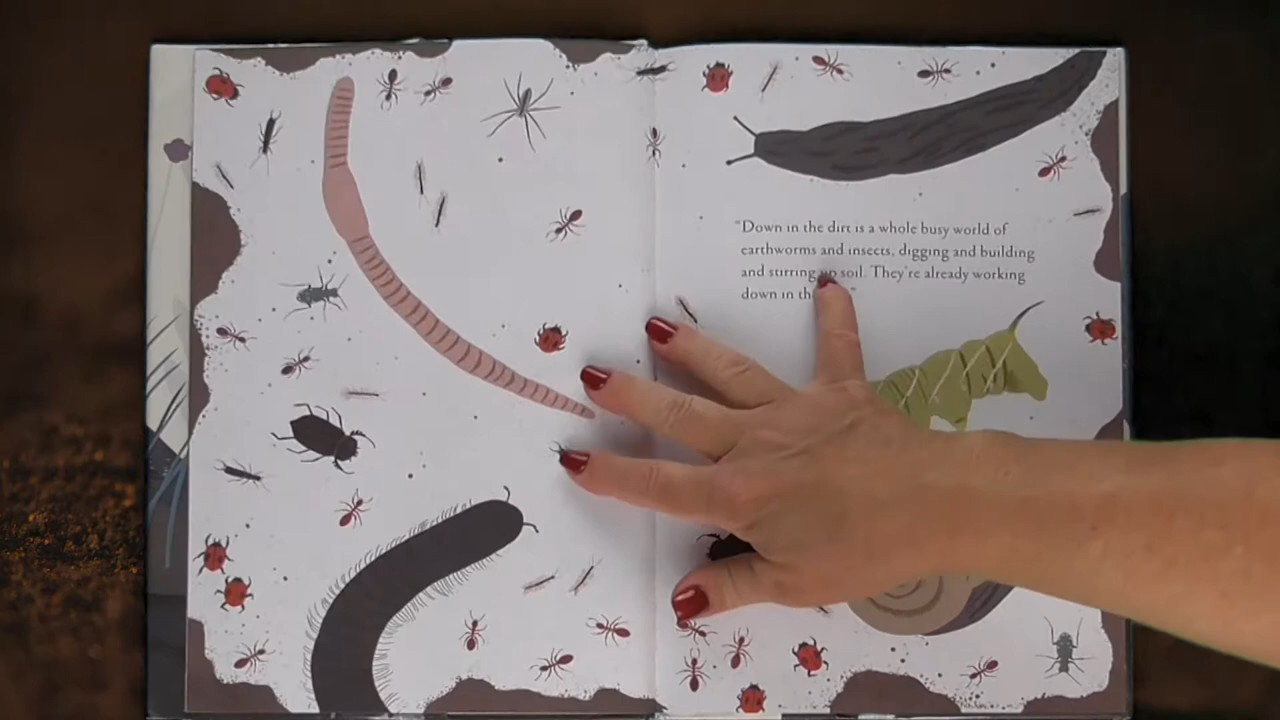 "Down in the dirt is a whole busy world of
earthworms and insects, digging and building
and stirring up soil. They're already working
down in th